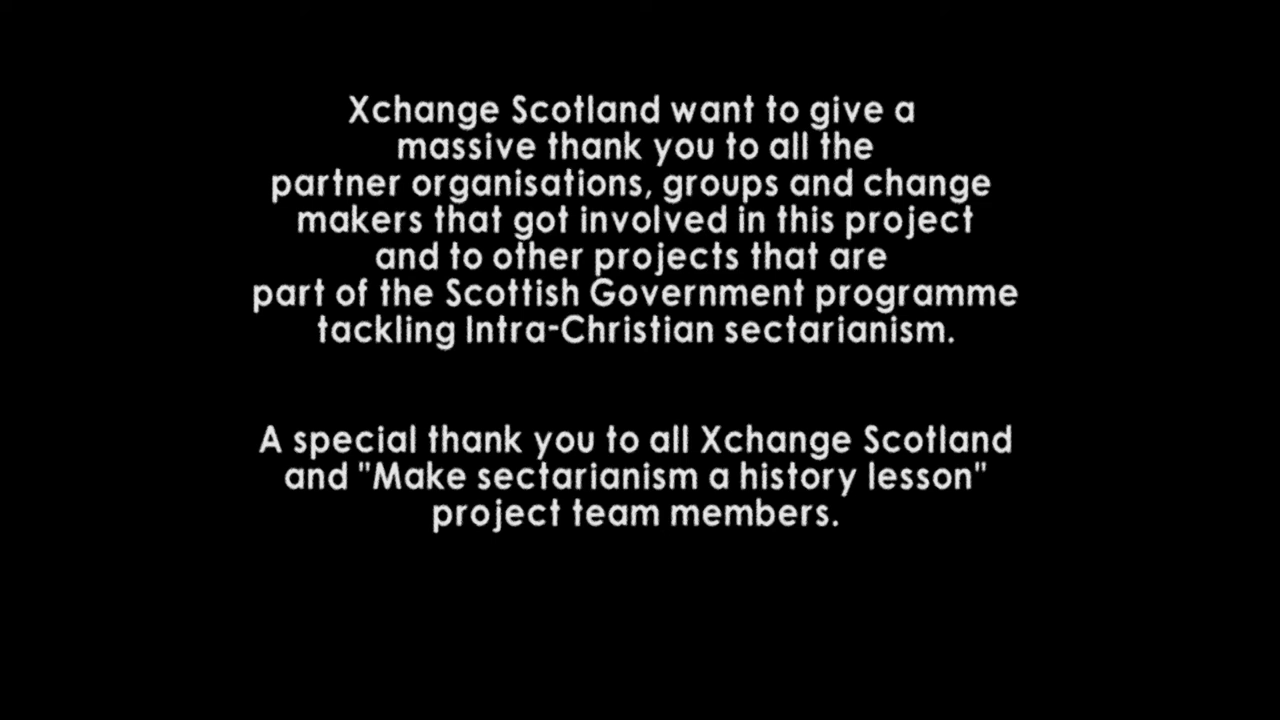 Xchange Scotland want to give a
massive thank you to all the
partner organisations, groups and change
makers that got involved in this project
and to other projects that are
part of the Scottish Government programme
tackling Intra-Christian sectarianism.
A special thank you to all Xchange Scotland
and "Make sectarianism a history lesson"
project team members.